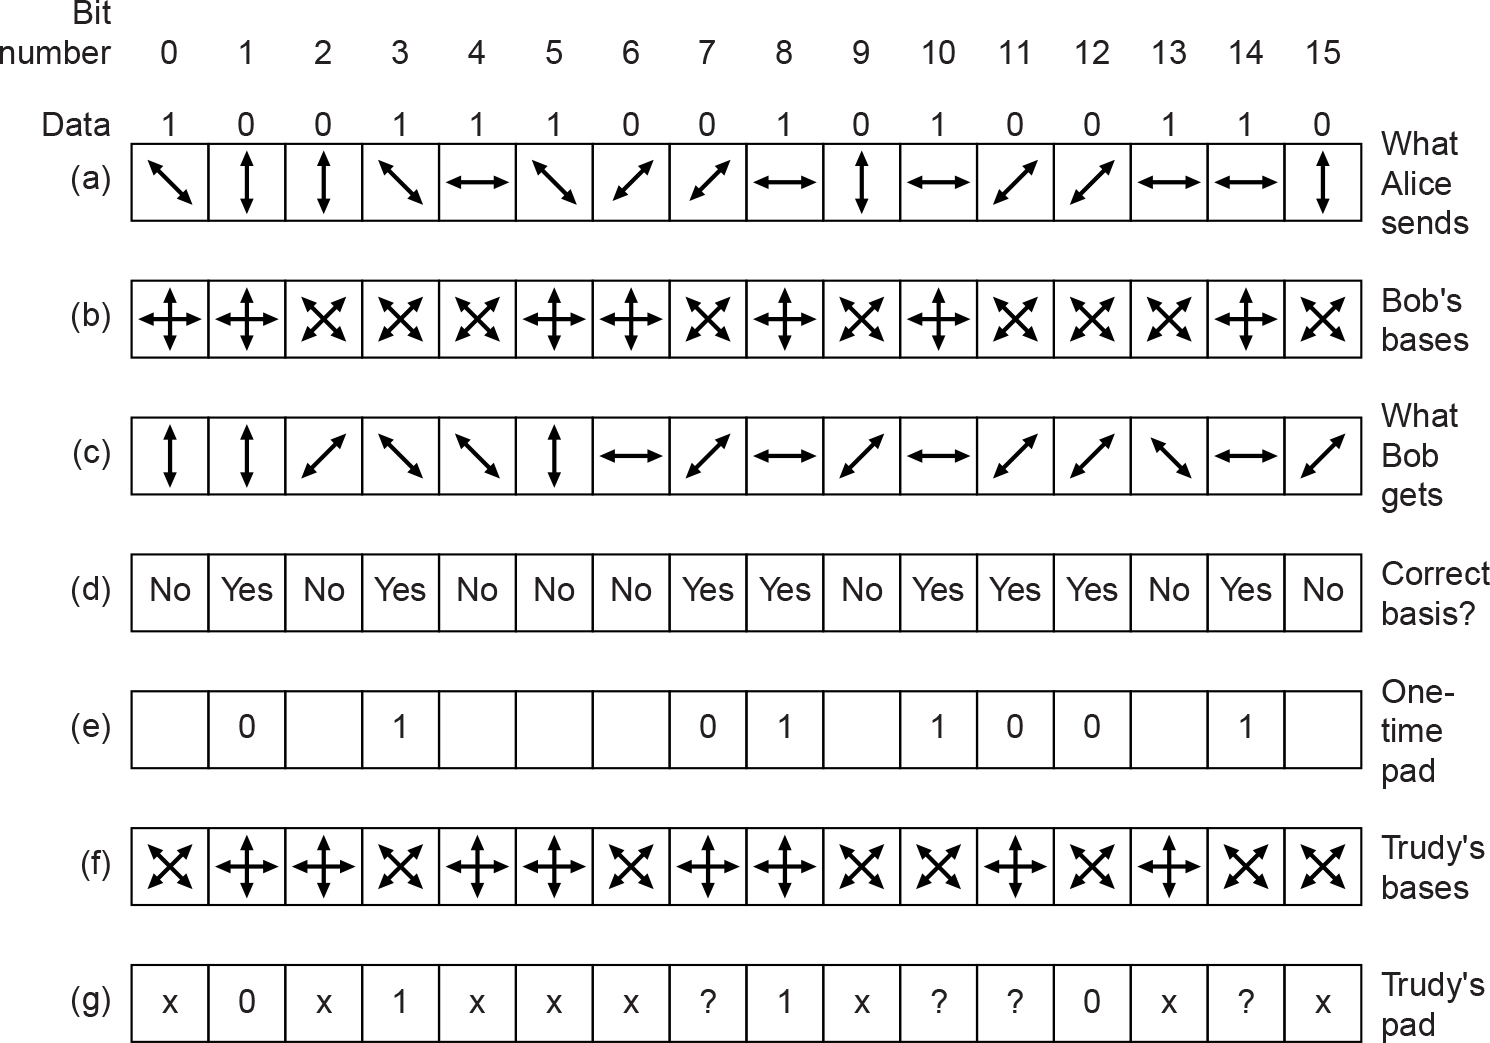 Bit
number 0 1 2 3 4 5 6 7 8 9 10 11 12 13 14 15
Data 1 0 0 1 1 1 0 0 1 0 1 0 0 1 1 0
(a)
What
Alice
sends
(b)
Bob's
bases
(c)
What
Bob
gets
(d) No Yes No Yes No No No Yes Yes No Yes Yes Yes No Yes No
Correct
basis?
(e) 0 1 0 1 1 0 0 1
One-
time
pad
(f)
Trudy's
bases
(g) x 0 x 1 x x x ? 1 x ? ? 0 x ? x
Trudy's
pad